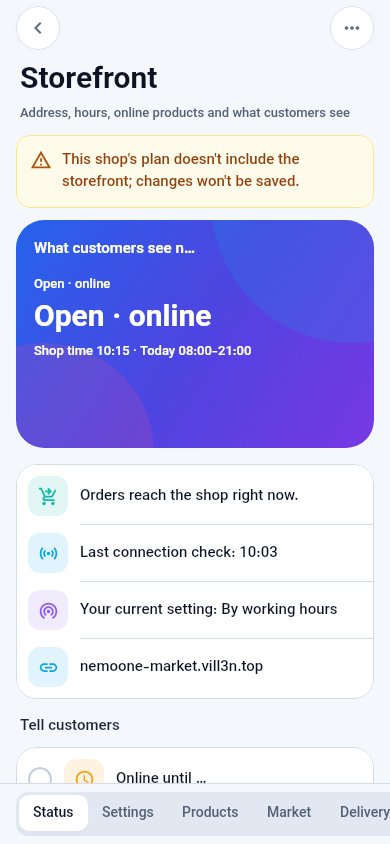 Storefront
Address, hours, online products and what customers see
This shop's plan doesn't include the
storefront; changes won't be saved.
What customers see n…
Open · online
Open · online
Shop time 10:15 · Today 08:00–21:00
Orders reach the shop right now.
Last connection check: 10:03
Your current setting: By working hours
nemoone-market.vill3n.top
Tell customers
Online until …
Status Settings Products Market Delivery